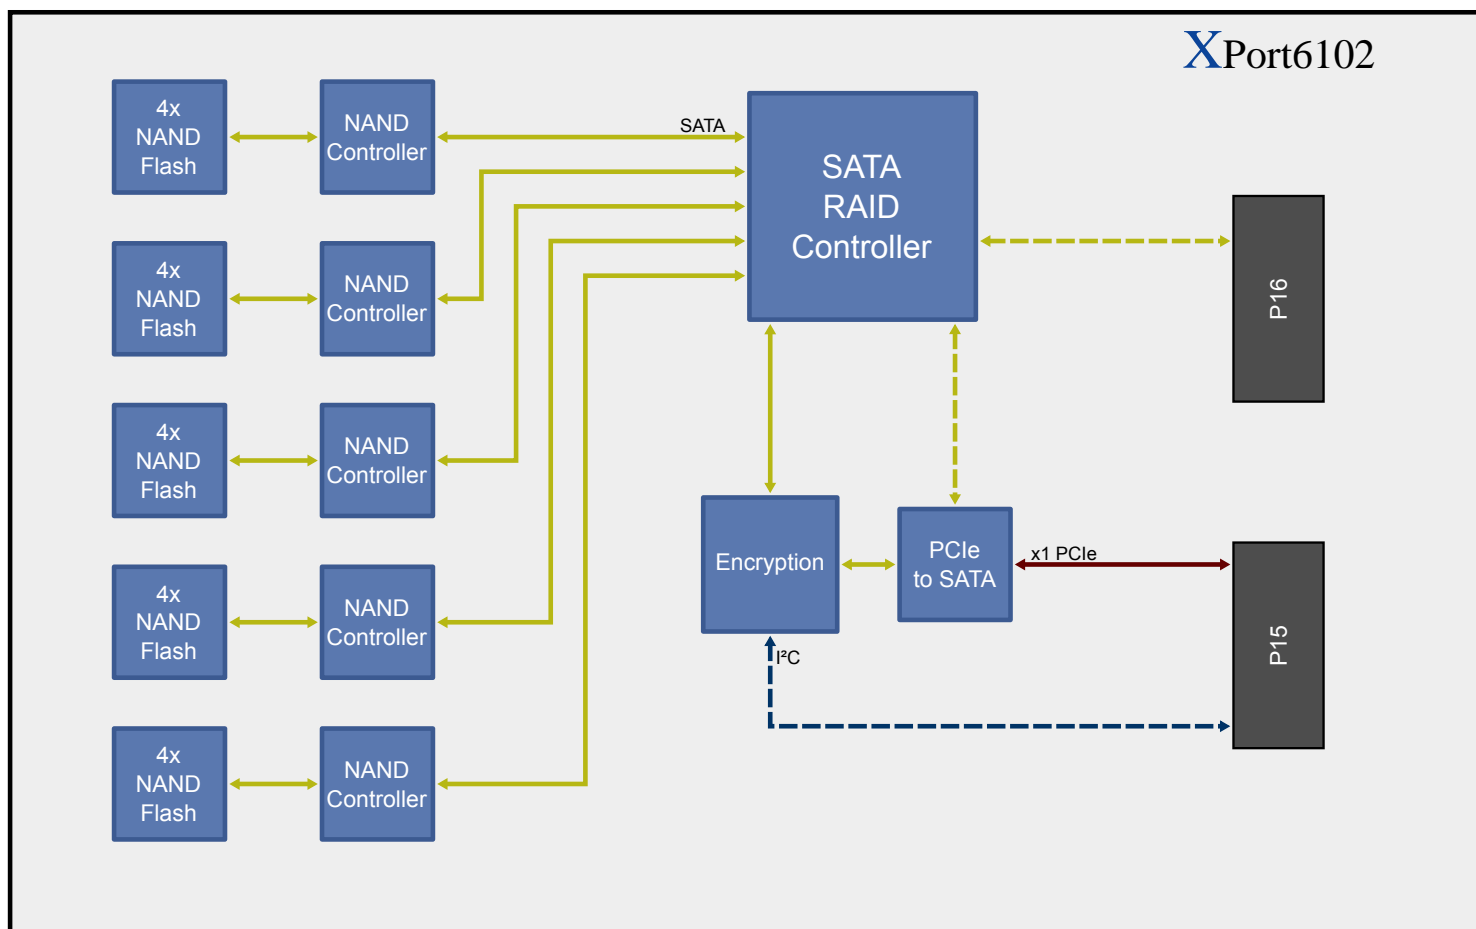 XPort6102
4x
NAND
Flash
NAND
Controller
SATA
SATA
RAID
Controller
4x
NAND
Flash
NAND
Controller
P16
4x
NAND
Flash
NAND
Controller
Encryption
PCIe
to SATA
x1 PCIe
4x
NAND
Flash
NAND
Controller
I²C
P15
4x
NAND
Flash
NAND
Controller